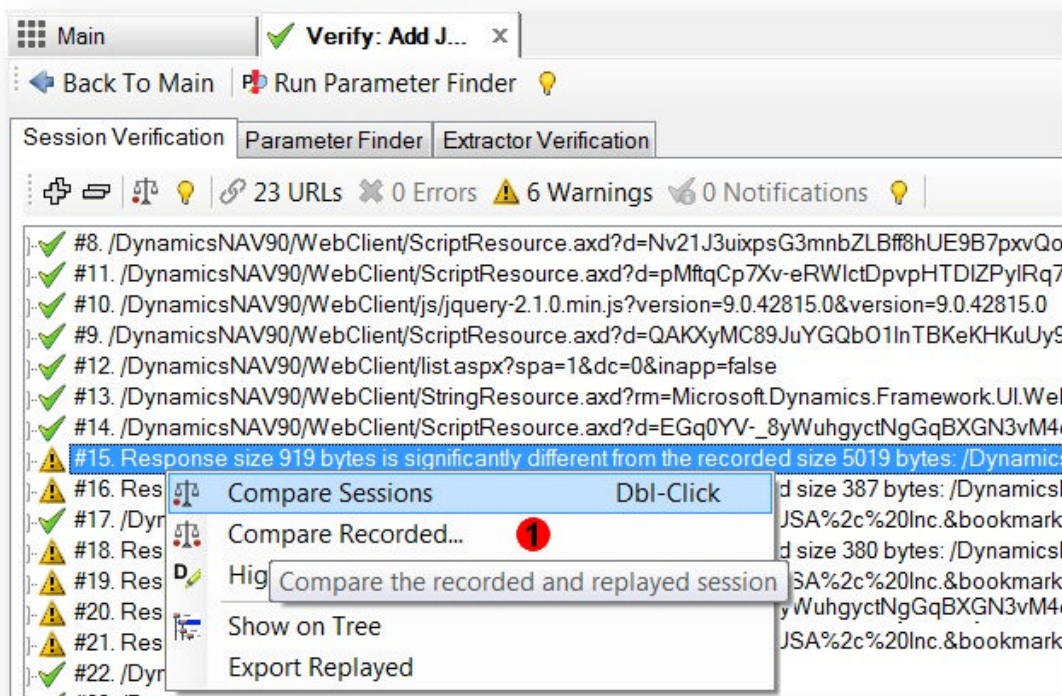 Main
Verify: Add J... x
Back To Main
Run Parameter Finder
Session Verification
Parameter Finder
Extractor Verification
23 URLs
0 Errors
6 Warnings
0 Notifications
#8. /DynamicsNAV90/WebClient/ScriptResource.axd?d=Nv21J3uixpsG3mnbZLBff8hUE9B7pxvQo
#11. /DynamicsNAV90/WebClient/ScriptResource.axd?d=pMftqCp7Xv-eRWIctDpvpHTDIZPyIRq7
#10. /DynamicsNAV90/WebClient/js/jquery-2.1.0.min.js?version=9.0.42815.0&version=9.0.42815.0
#9. /DynamicsNAV90/WebClient/ScriptResource.axd?d=QAKXyMC89JuYGQbO1InTBKeKHKuUy9
#12. /DynamicsNAV90/WebClient/list.aspx?spa=1&dc=0&inapp=false
#13. /DynamicsNAV90/WebClient/StringResource.axd?rm=Microsoft.Dynamics.Framework.UI.Wel
#14. /DynamicsNAV90/WebClient/ScriptResource.axd?d=EGq0YV-_8yWuhgyctNgGqBXGN3vM4
#15. Response size 919 bytes is significantly different from the recorded size 5019 bytes: /Dynamics
#16. Res
d size 387 bytes: /Dynamics
#17. /Dyr
JSA%2c%20Inc.&bookmark
#18. Res
d size 380 bytes: /Dynamics
#19. Res
SA%2c%20Inc.&bookmark
#20. Res
yWuhgyctNgGqBXGN3vM4
#21. Res
JSA%2c%20Inc.&bookmark
#22. /Dyr
Compare Sessions Dbl-Click
Compare Recorded...
1
Hig
Compare the recorded and replayed session
Show on Tree
Export Replayed